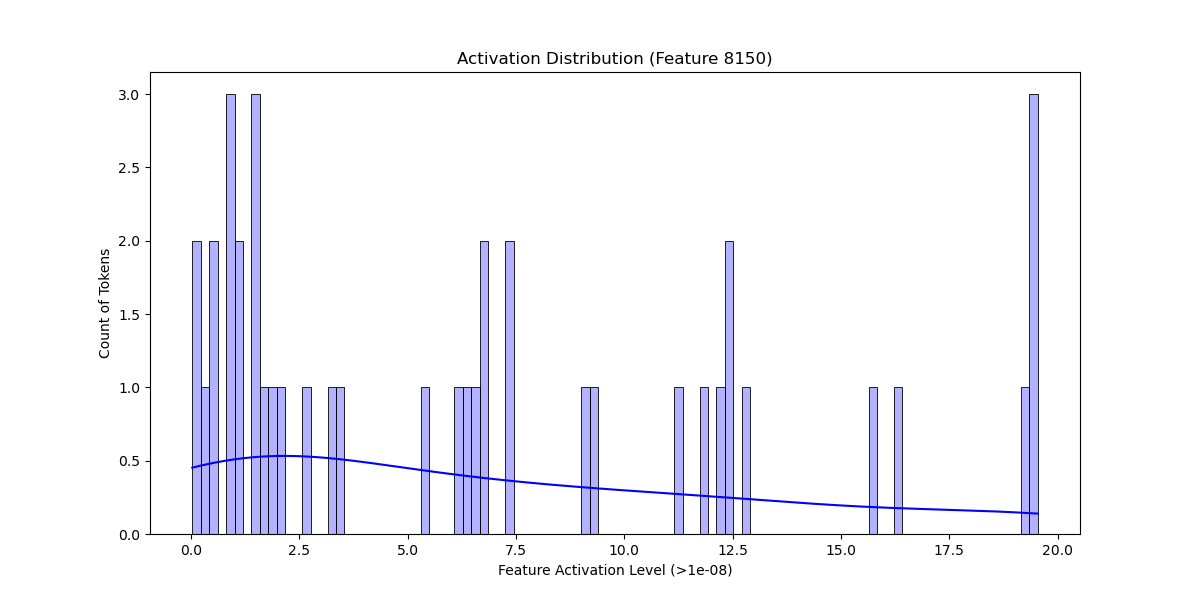 Activation Distribution (Feature 8150)
3.0
2.5
2.0
1.5
1.0
0.5
0.0
Count of Tokens
0.0 2.5 5.0 7.5 10.0 12.5 15.0 17.5 20.0
Feature Activation Level (>1e-08)